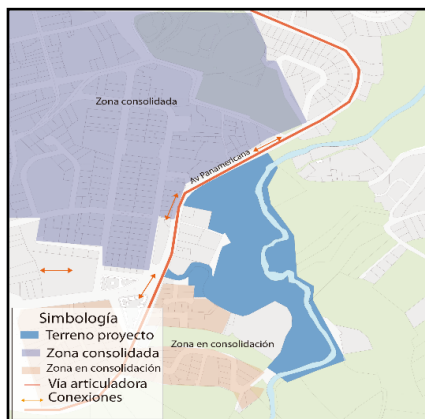 Zona consolidada
Av Panamericana
Zona en consolidación
Simbología
Terreno proyecto
Zona consolidada
Zona en consolidación
Vía articuladora
Conexiones